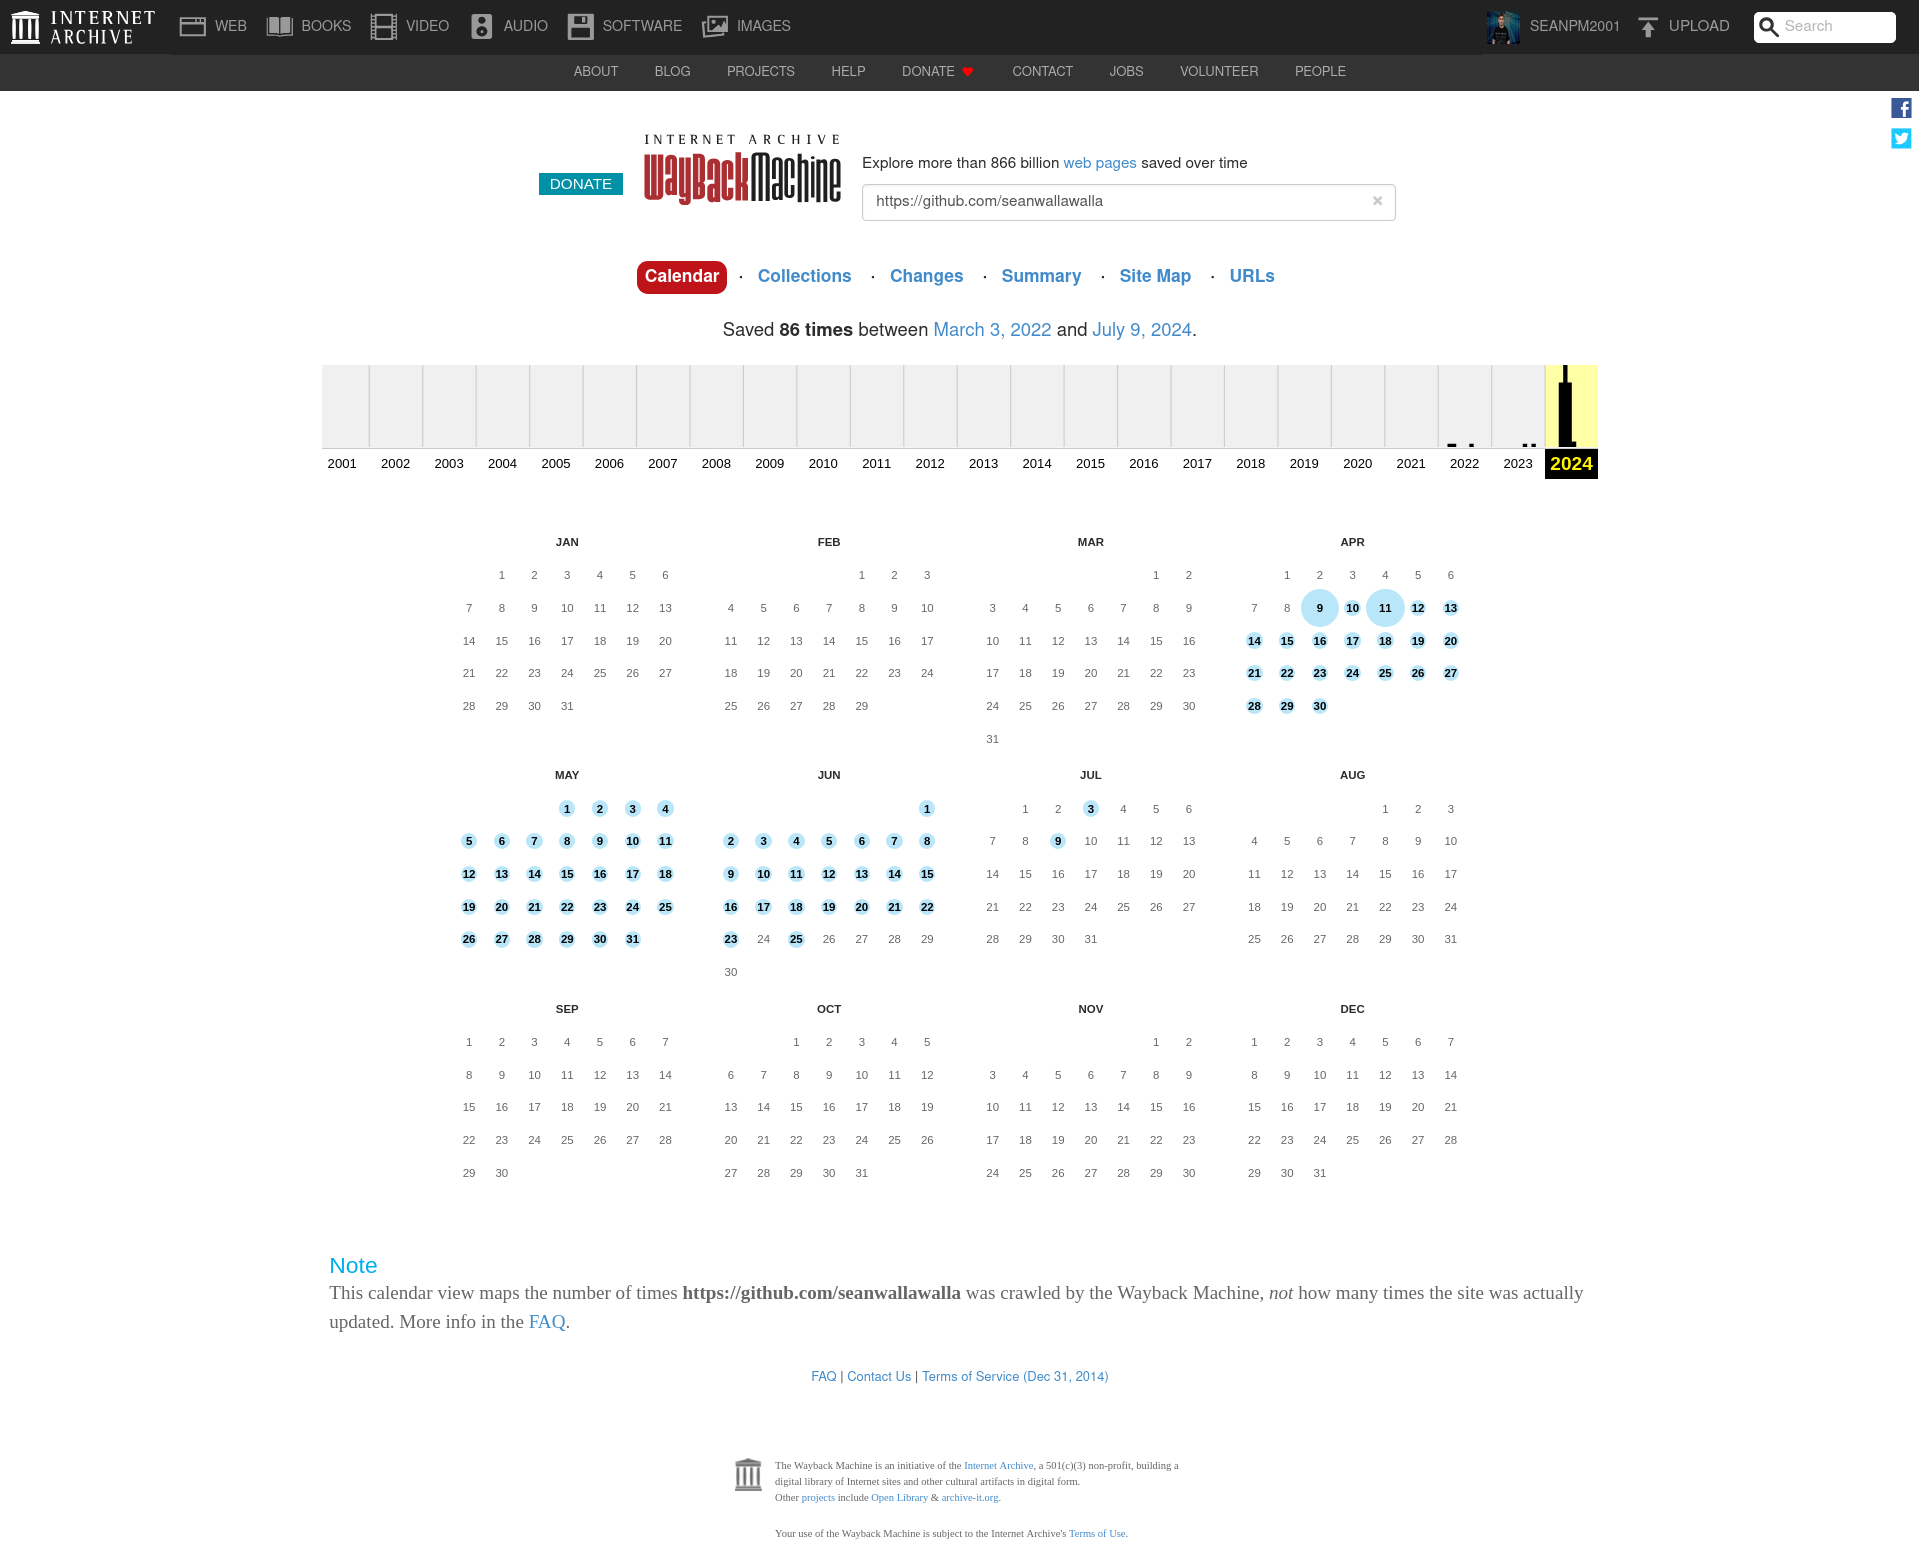 INTERNET ARCHIVE
WEB BOOKS VIDEO AUDIO SOFTWARE IMAGES SEANPM2001 UPLOAD Search
ABOUT BLOG PROJECTS HELP DONATE CONTACT JOBS VOLUNTEER PEOPLE
INTERNET ARCHIVE
WayBackMachine
DONATE
Explore more than 866 billion web pages saved over time
https://github.com/seanwallawalla ×
Calendar · Collections · Changes · Summary · Site Map · URLs
Saved 86 times between March 3, 2022 and July 9, 2024.
2001 2002 2003 2004 2005 2006 2007 2008 2009 2010 2011 2012 2013 2014 2015 2016 2017 2018 2019 2020 2021 2022 2023 2024
JAN
1 2 3 4 5 6
7 8 9 10 11 12 13
14 15 16 17 18 19 20
21 22 23 24 25 26 27
28 29 30 31
FEB
1 2 3
4 5 6 7 8 9 10
11 12 13 14 15 16 17
18 19 20 21 22 23 24
25 26 27 28 29
MAR
1 2
3 4 5 6 7 8 9
10 11 12 13 14 15 16
17 18 19 20 21 22 23
24 25 26 27 28 29 30
31
APR
1 2 3 4 5 6
7 8 9 10 11 12 13
14 15 16 17 18 19 20
21 22 23 24 25 26 27
28 29 30
MAY
1 2 3 4
5 6 7 8 9 10 11
12 13 14 15 16 17 18
19 20 21 22 23 24 25
26 27 28 29 30 31
JUN
1
2 3 4 5 6 7 8
9 10 11 12 13 14 15
16 17 18 19 20 21 22
23 24 25 26 27 28 29
30
JUL
1 2 3 4 5 6
7 8 9 10 11 12 13
14 15 16 17 18 19 20
21 22 23 24 25 26 27
28 29 30 31
AUG
1 2 3
4 5 6 7 8 9 10
11 12 13 14 15 16 17
18 19 20 21 22 23 24
25 26 27 28 29 30 31
SEP
1 2 3 4 5 6 7
8 9 10 11 12 13 14
15 16 17 18 19 20 21
22 23 24 25 26 27 28
29 30
OCT
1 2 3 4 5
6 7 8 9 10 11 12
13 14 15 16 17 18 19
20 21 22 23 24 25 26
27 28 29 30 31
NOV
1 2
3 4 5 6 7 8 9
10 11 12 13 14 15 16
17 18 19 20 21 22 23
24 25 26 27 28 29 30
DEC
1 2 3 4 5 6 7
8 9 10 11 12 13 14
15 16 17 18 19 20 21
22 23 24 25 26 27 28
29 30 31
Note
This calendar view maps the number of times https://github.com/seanwallawalla was crawled by the Wayback Machine, not how many times the site was actually
updated. More info in the FAQ.
FAQ | Contact Us | Terms of Service (Dec 31, 2014)
The Wayback Machine is an initiative of the Internet Archive, a 501(c)(3) non-profit, building a
digital library of Internet sites and other cultural artifacts in digital form.
Other projects include Open Library & archive-it.org.
Your use of the Wayback Machine is subject to the Internet Archive's Terms of Use.